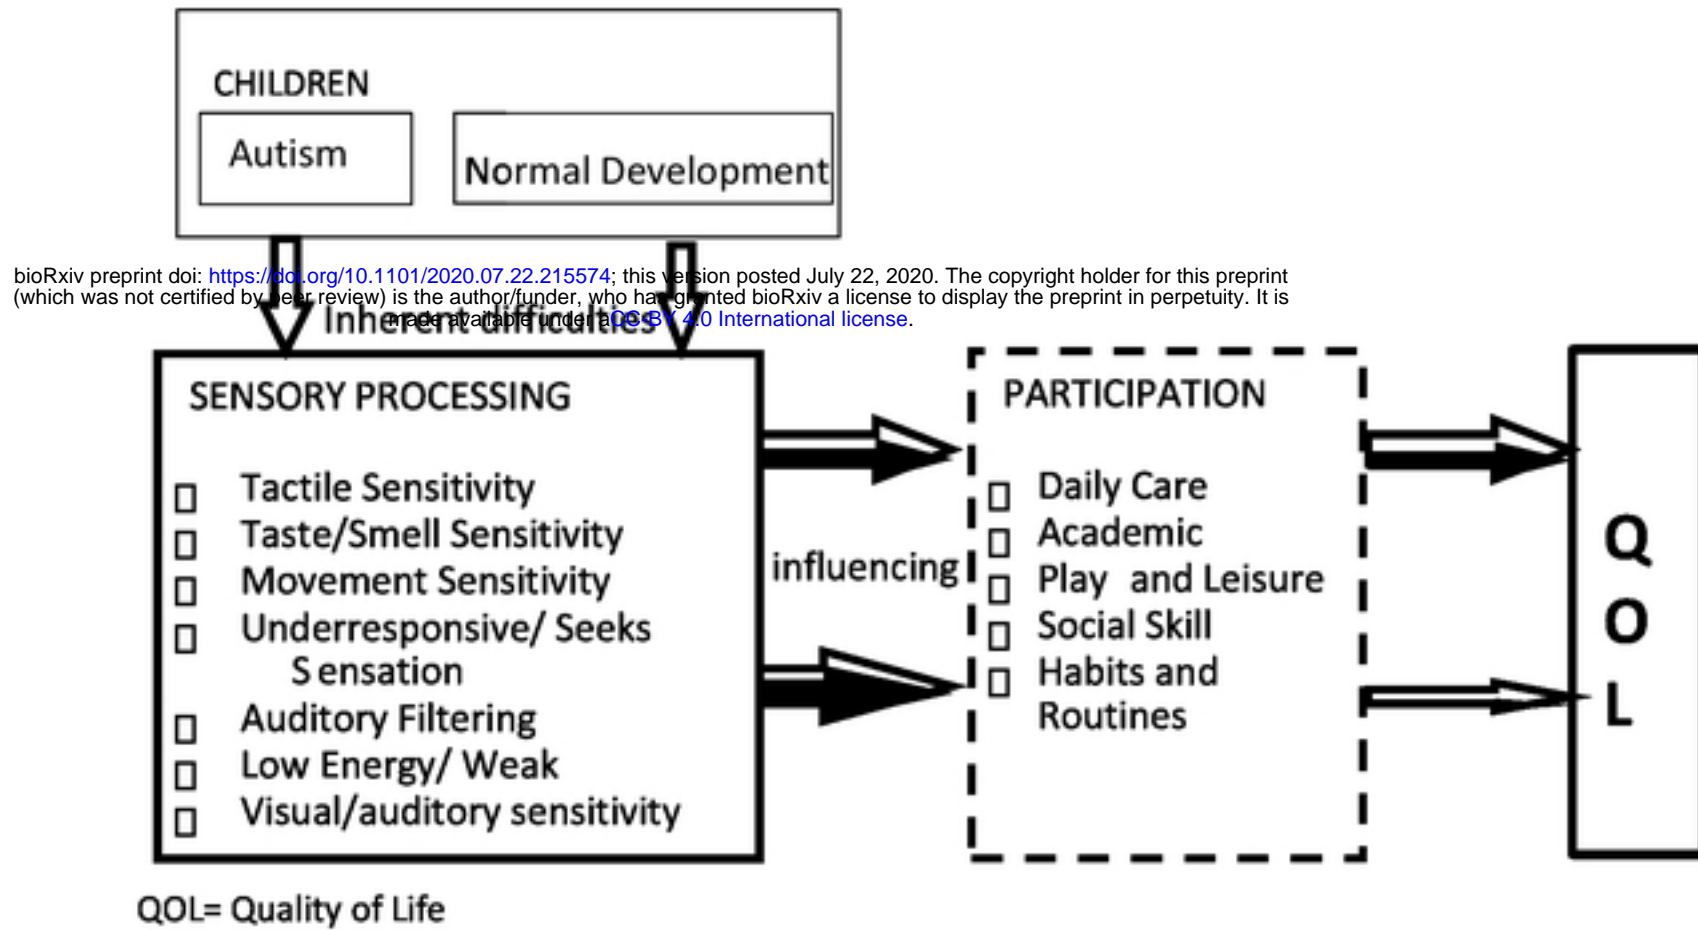 CHILDREN
Autism
Normal Development
bioRxiv preprint doi: https://doi.org/10.1101/2020.07.22.215574; this version posted July 22, 2020. The copyright holder for this preprint
(which was not certified by peer review) is the author/funder, who has granted bioRxiv a license to display the preprint in perpetuity. It is
made available under aCC-BY 4.0 International license.
Inherent difficulties
SENSORY PROCESSING
Tactile Sensitivity
Taste/Smell Sensitivity
Movement Sensitivity
Underresponsive/ Seeks
Sensation
Auditory Filtering
Low Energy/ Weak
Visual/auditory sensitivity
influencing
PARTICIPATION
Daily Care
Academic
Play and Leisure
Social Skill
Habits and
Routines
Q
O
L
QOL= Quality of Life